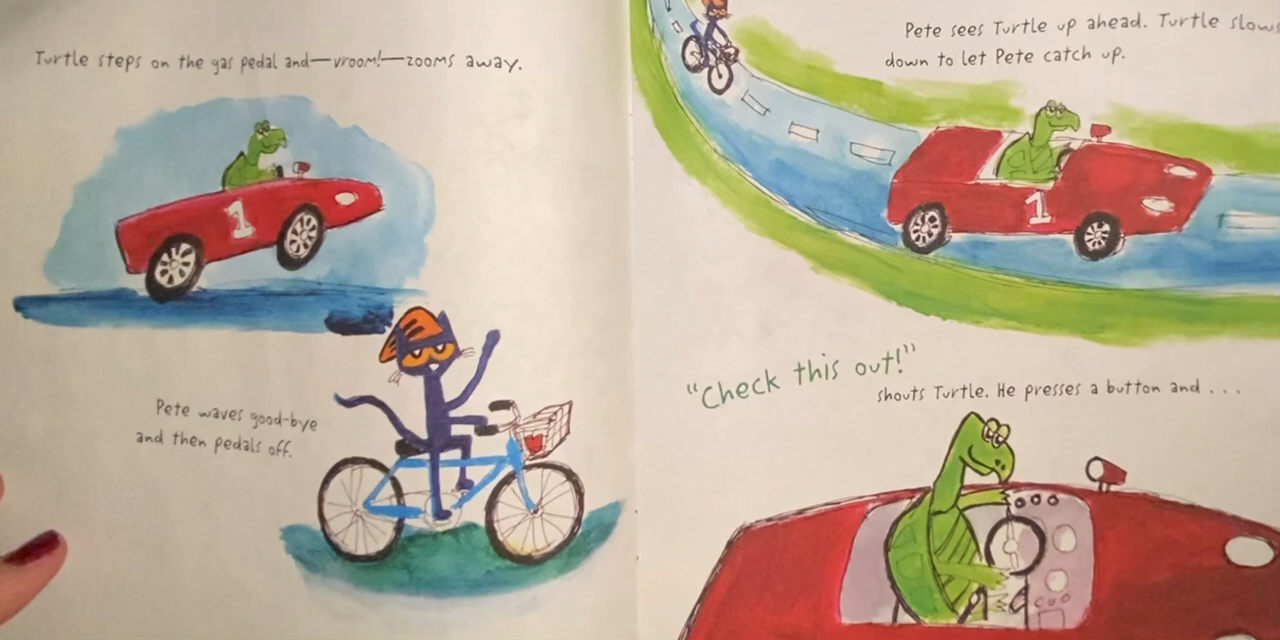 Turtle steps on the gas pedal and—vroom!—zooms away.
1
Pete waves good-bye
and then pedals off.
Pete sees Turtle up ahead. Turtle slows
down to let Pete catch up.
1
"Check this out!"
shouts Turtle. He presses a button and . . .